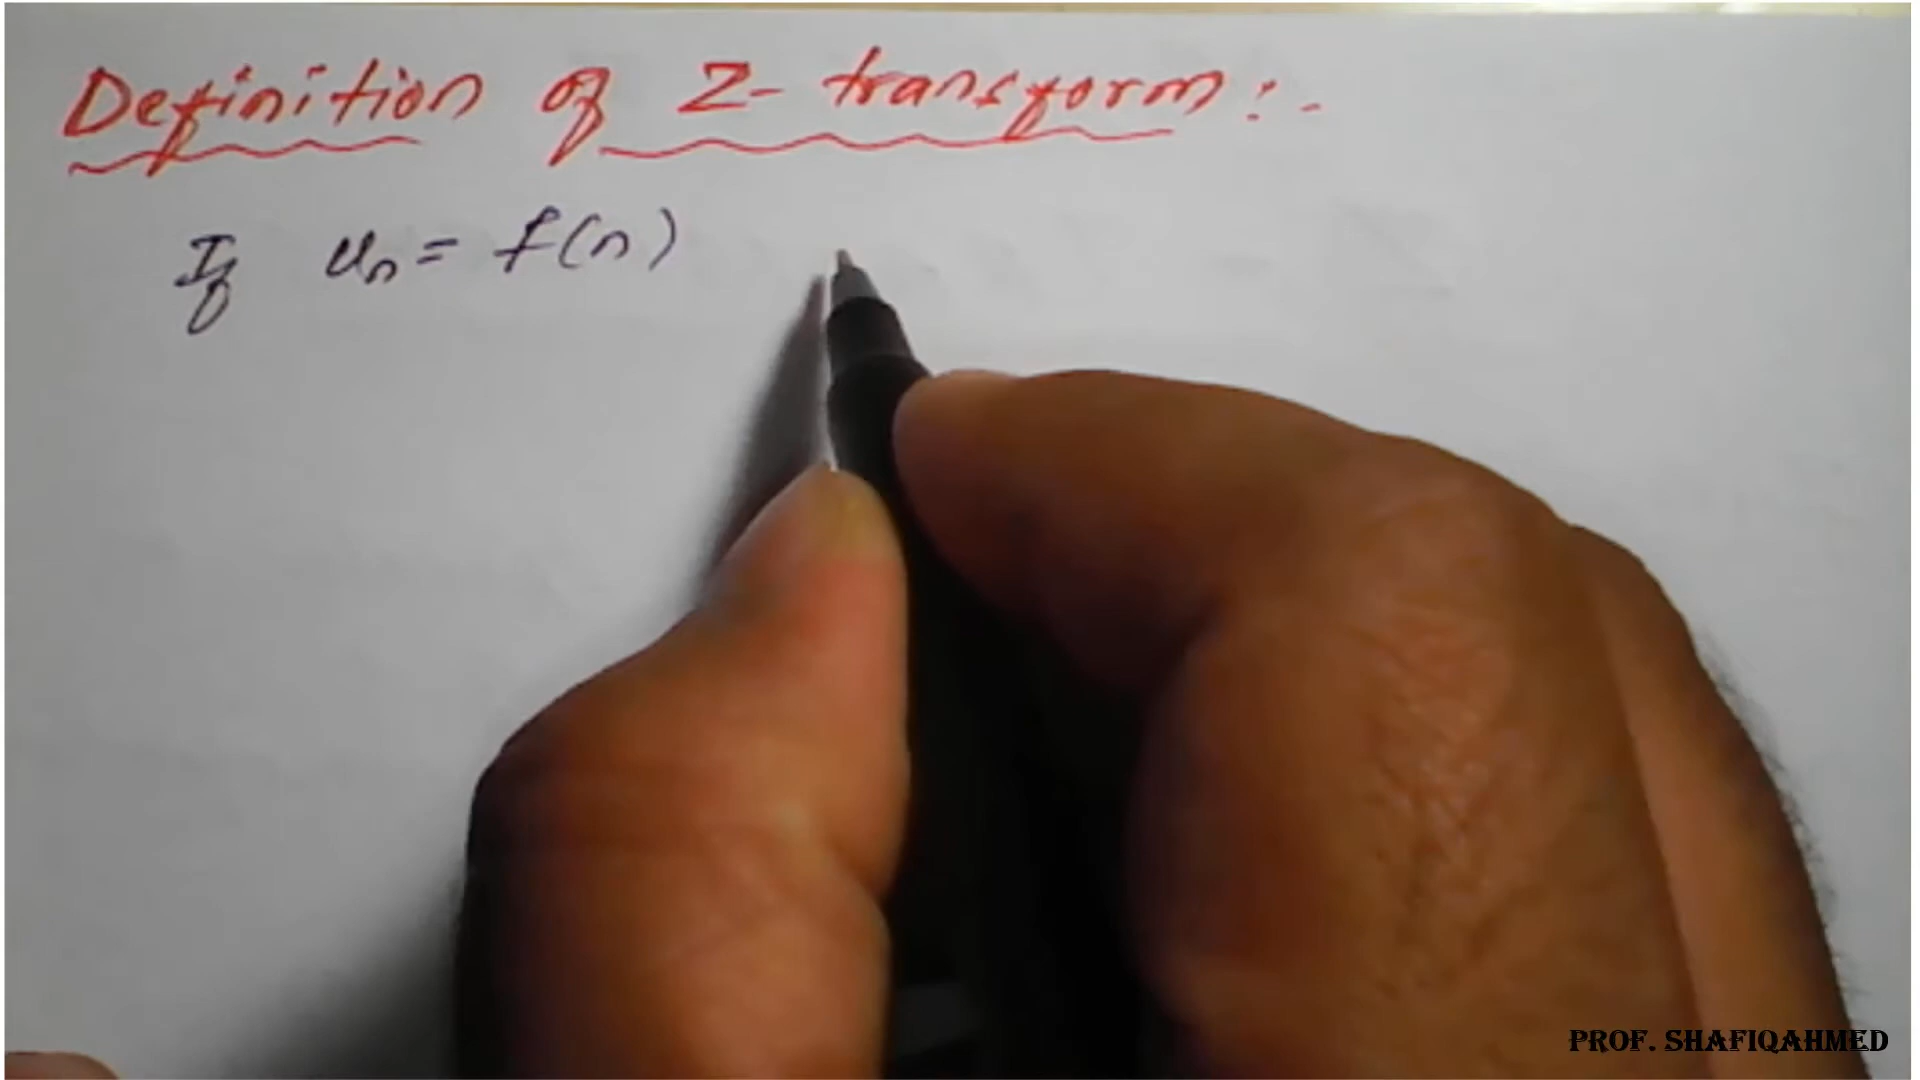 Definition of Z- transform :-
If uₙ = f(n)
PROF. SHAFIQAHMED